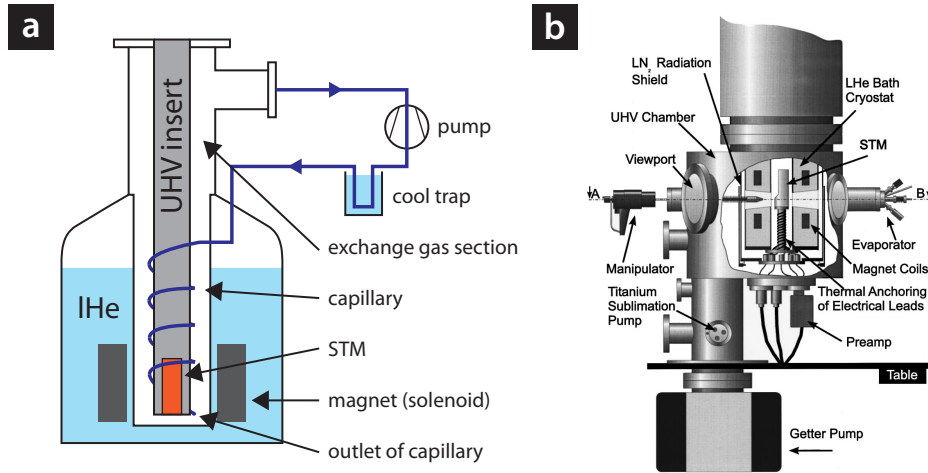 a
UHV insert
pump
cool trap
exchange gas section
lHe
capillary
STM
magnet (solenoid)
outlet of capillary
b
LN₂ Radiation
Shield
LHe Bath
Cryostat
UHV Chamber
STM
Viewport
A
B
Manipulator
Evaporator
Magnet Coils
Titanium
Sublimation
Pump
Thermal Anchoring
of Electrical Leads
Preamp
Table
Getter Pump